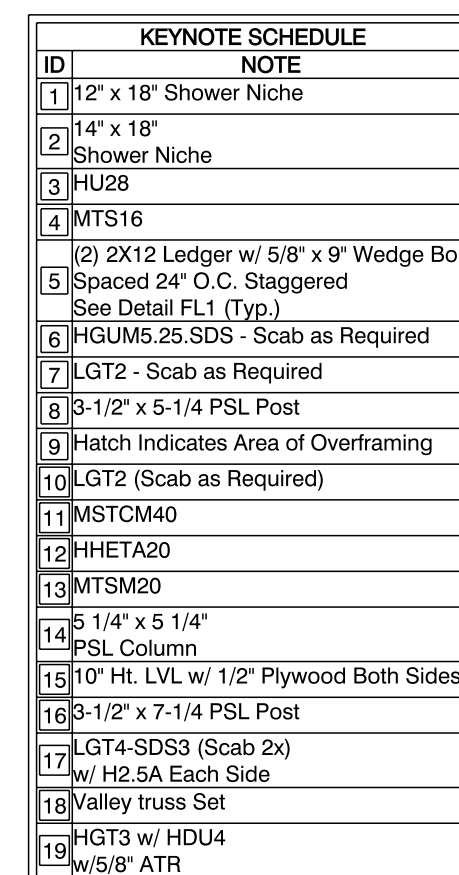 KEYNOTE SCHEDULE
ID NOTE
1 12" x 18" Shower Niche
2 14" x 18"
Shower Niche
3 HU28
4 MTS16
5 (2) 2X12 Ledger w/ 5/8" x 9" Wedge
Spaced 24" O.C. Staggered
See Detail FL1 (Typ.)
6 HGUM5.25.SDS - Scab as Required
7 LGT2 - Scab as Required
8 3-1/2" x 5-1/4 PSL Post
9 Hatch Indicates Area of Overframing
10 LGT2 (Scab as Required)
11 MSTCM40
12 HHETA20
13 MTSM20
14 5 1/4" x 5 1/4"
PSL Column
15 10" Ht. LVL w/ 1/2" Plywood Both Sides
16 3-1/2" x 7-1/4 PSL Post
17 LGT4-SDS3 (Scab 2x)
w/ H2.5A Each Side
18 Valley truss Set
19 HGT3 w/ HDU4
w/5/8" ATR